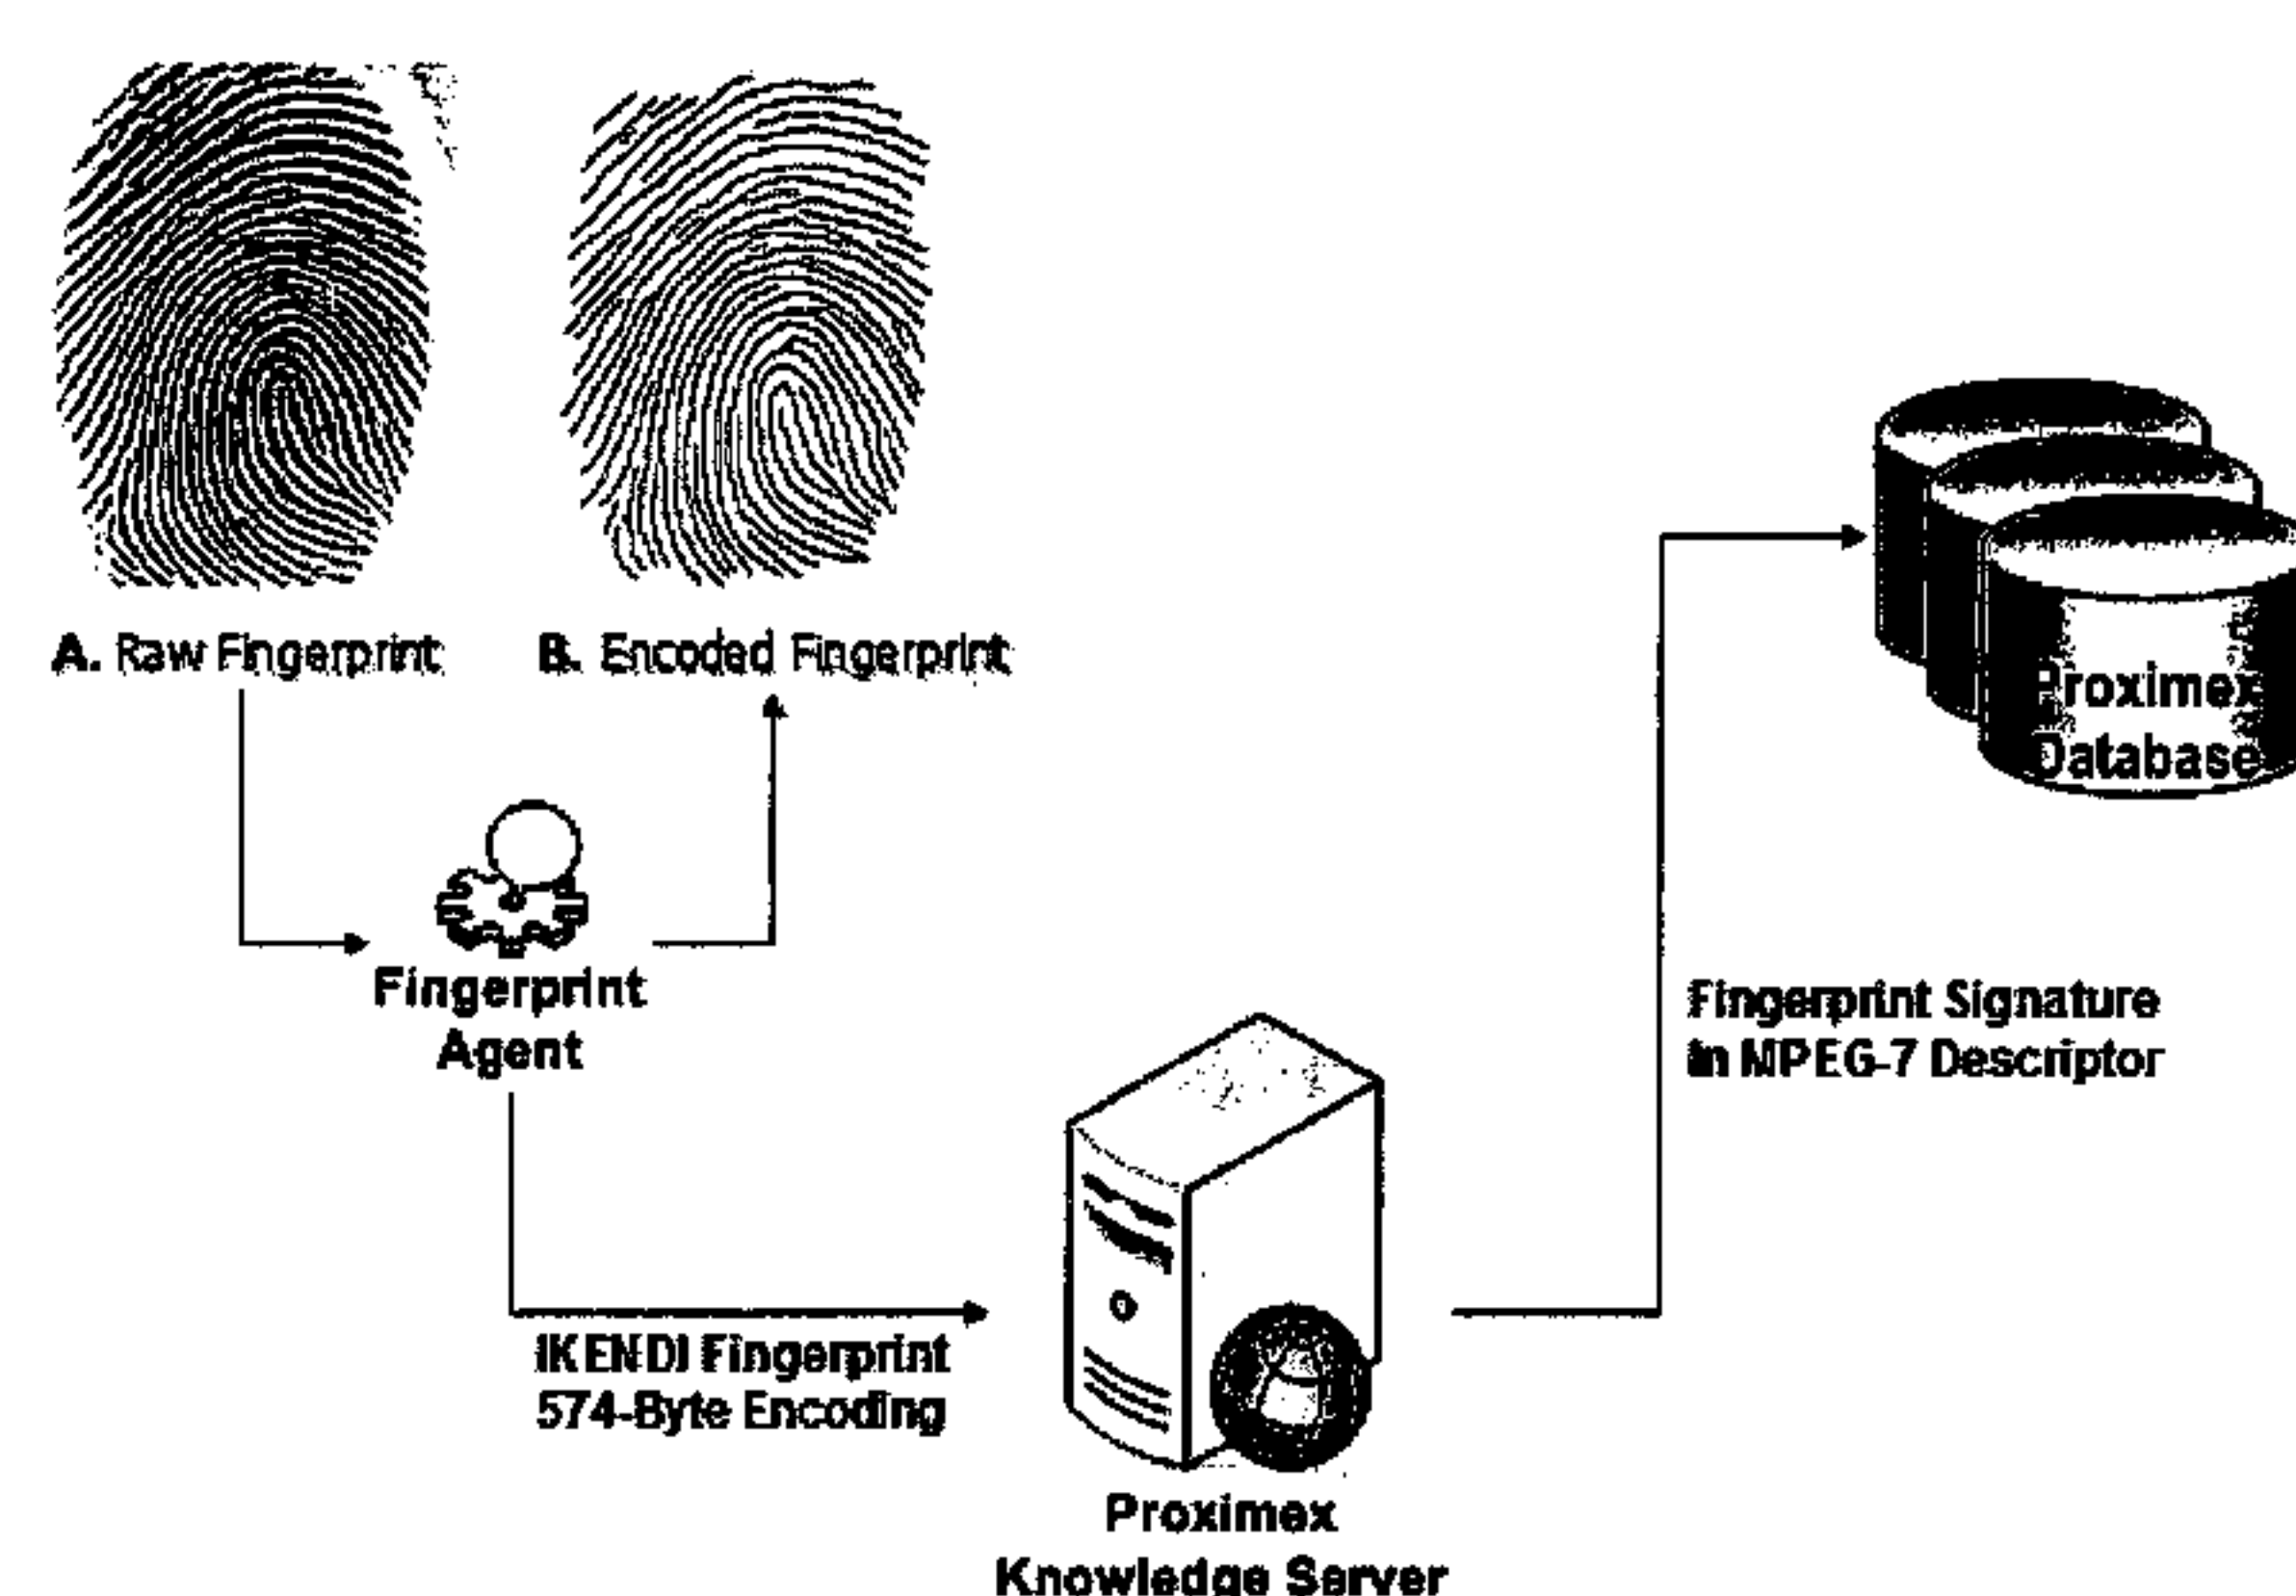 A. Raw Fingerprint
B. Encoded Fingerprint
Proximex
Database
Fingerprint
Agent
Fingerprint Signature
in MPEG-7 Descriptor
IKENDI Fingerprint
574-Byte Encoding
Proximex
Knowledge Server